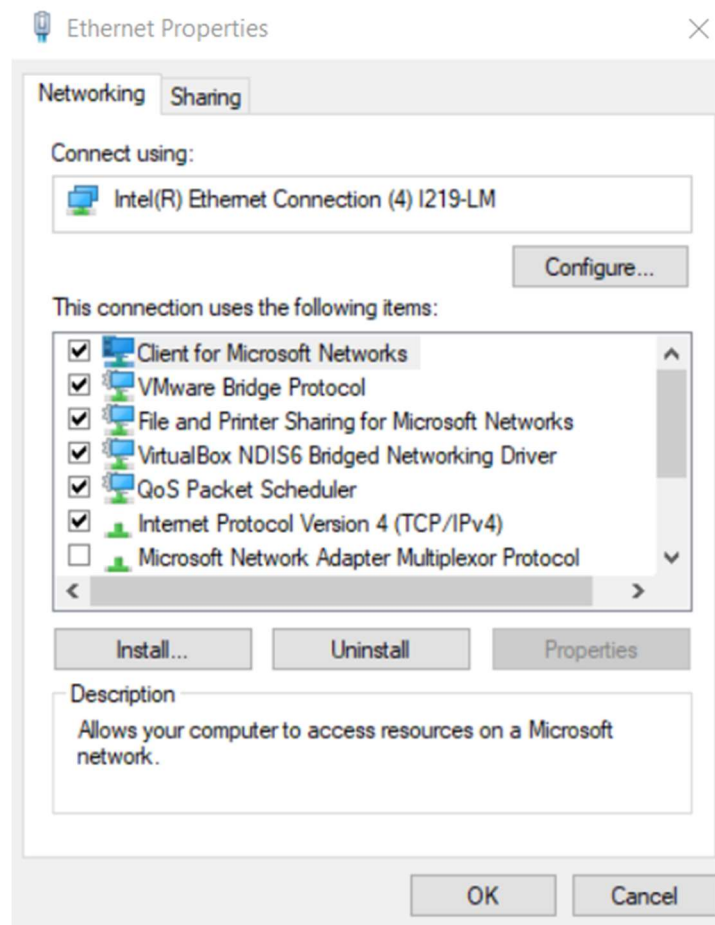 Ethernet Properties
Networking Sharing
Connect using:
Intel(R) Ethernet Connection (4) I219-LM
Configure...
This connection uses the following items:
Client for Microsoft Networks
VMware Bridge Protocol
File and Printer Sharing for Microsoft Networks
VirtualBox NDIS6 Bridged Networking Driver
QoS Packet Scheduler
Internet Protocol Version 4 (TCP/IPv4)
Microsoft Network Adapter Multiplexor Protocol
Install... Uninstall Properties
Description
Allows your computer to access resources on a Microsoft
network.
OK Cancel